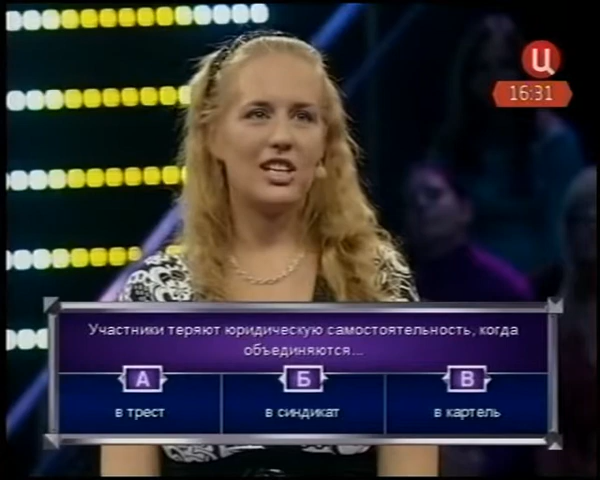 Ц
16:31
Участники теряют юридическую самостоятельность, когда
объединяются...
А
Б
В
в трест
в синдикат
в картель